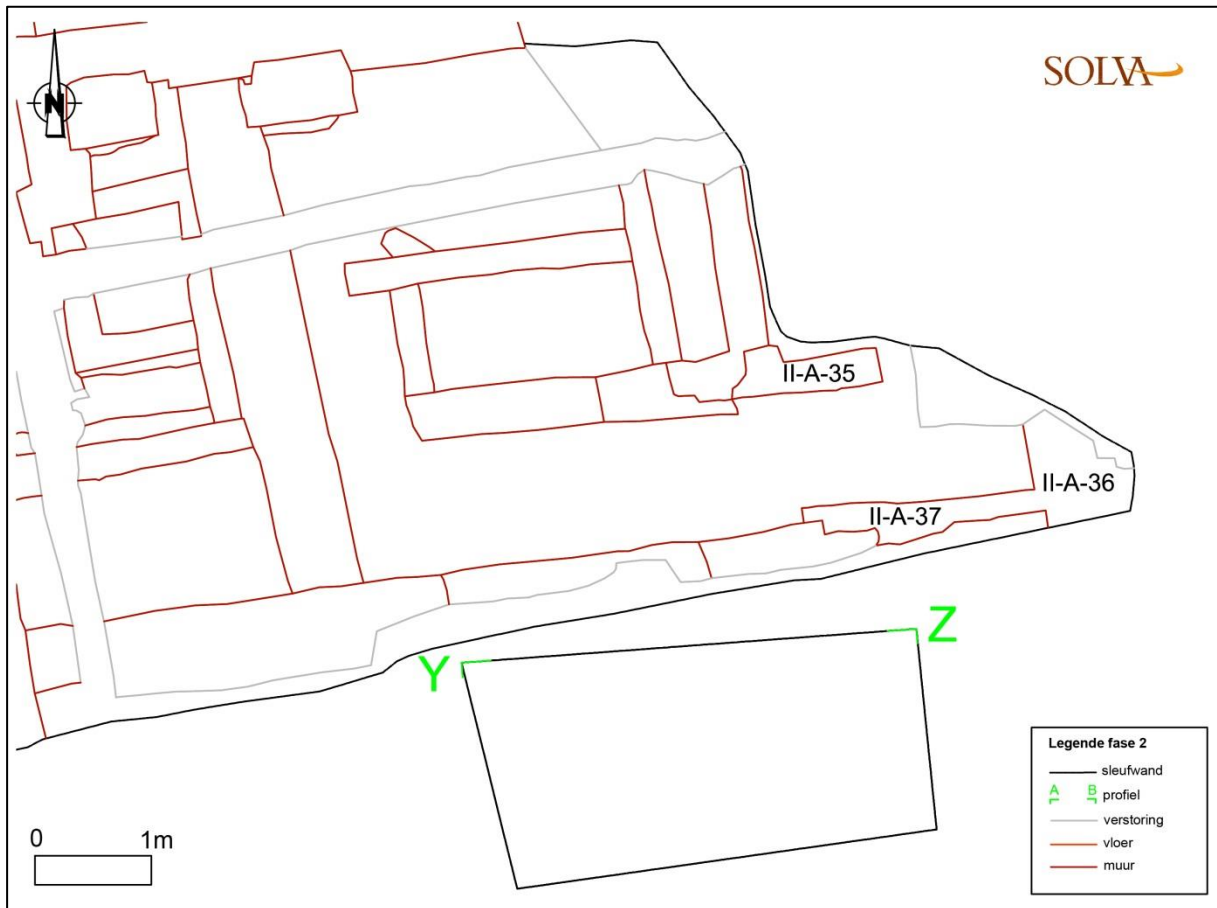 N
SOLVA
II-A-35
II-A-36
II-A-37
Y
Z
0 1m
Legende fase 2
sleufwand
A B profiel
verstoring
vloer
muur